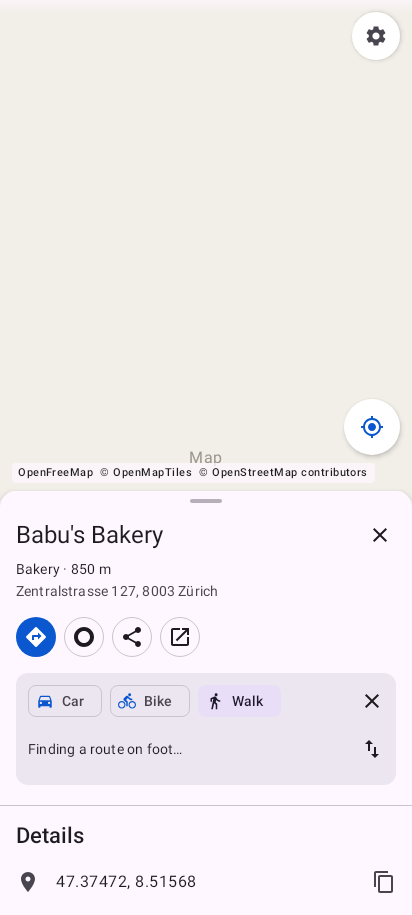 Map
OpenFreeMap © OpenMapTiles © OpenStreetMap contributors
Babu's Bakery
Bakery · 850 m
Zentralstrasse 127, 8003 Zürich
Car Bike Walk
Finding a route on foot…
Details
47.37472, 8.51568